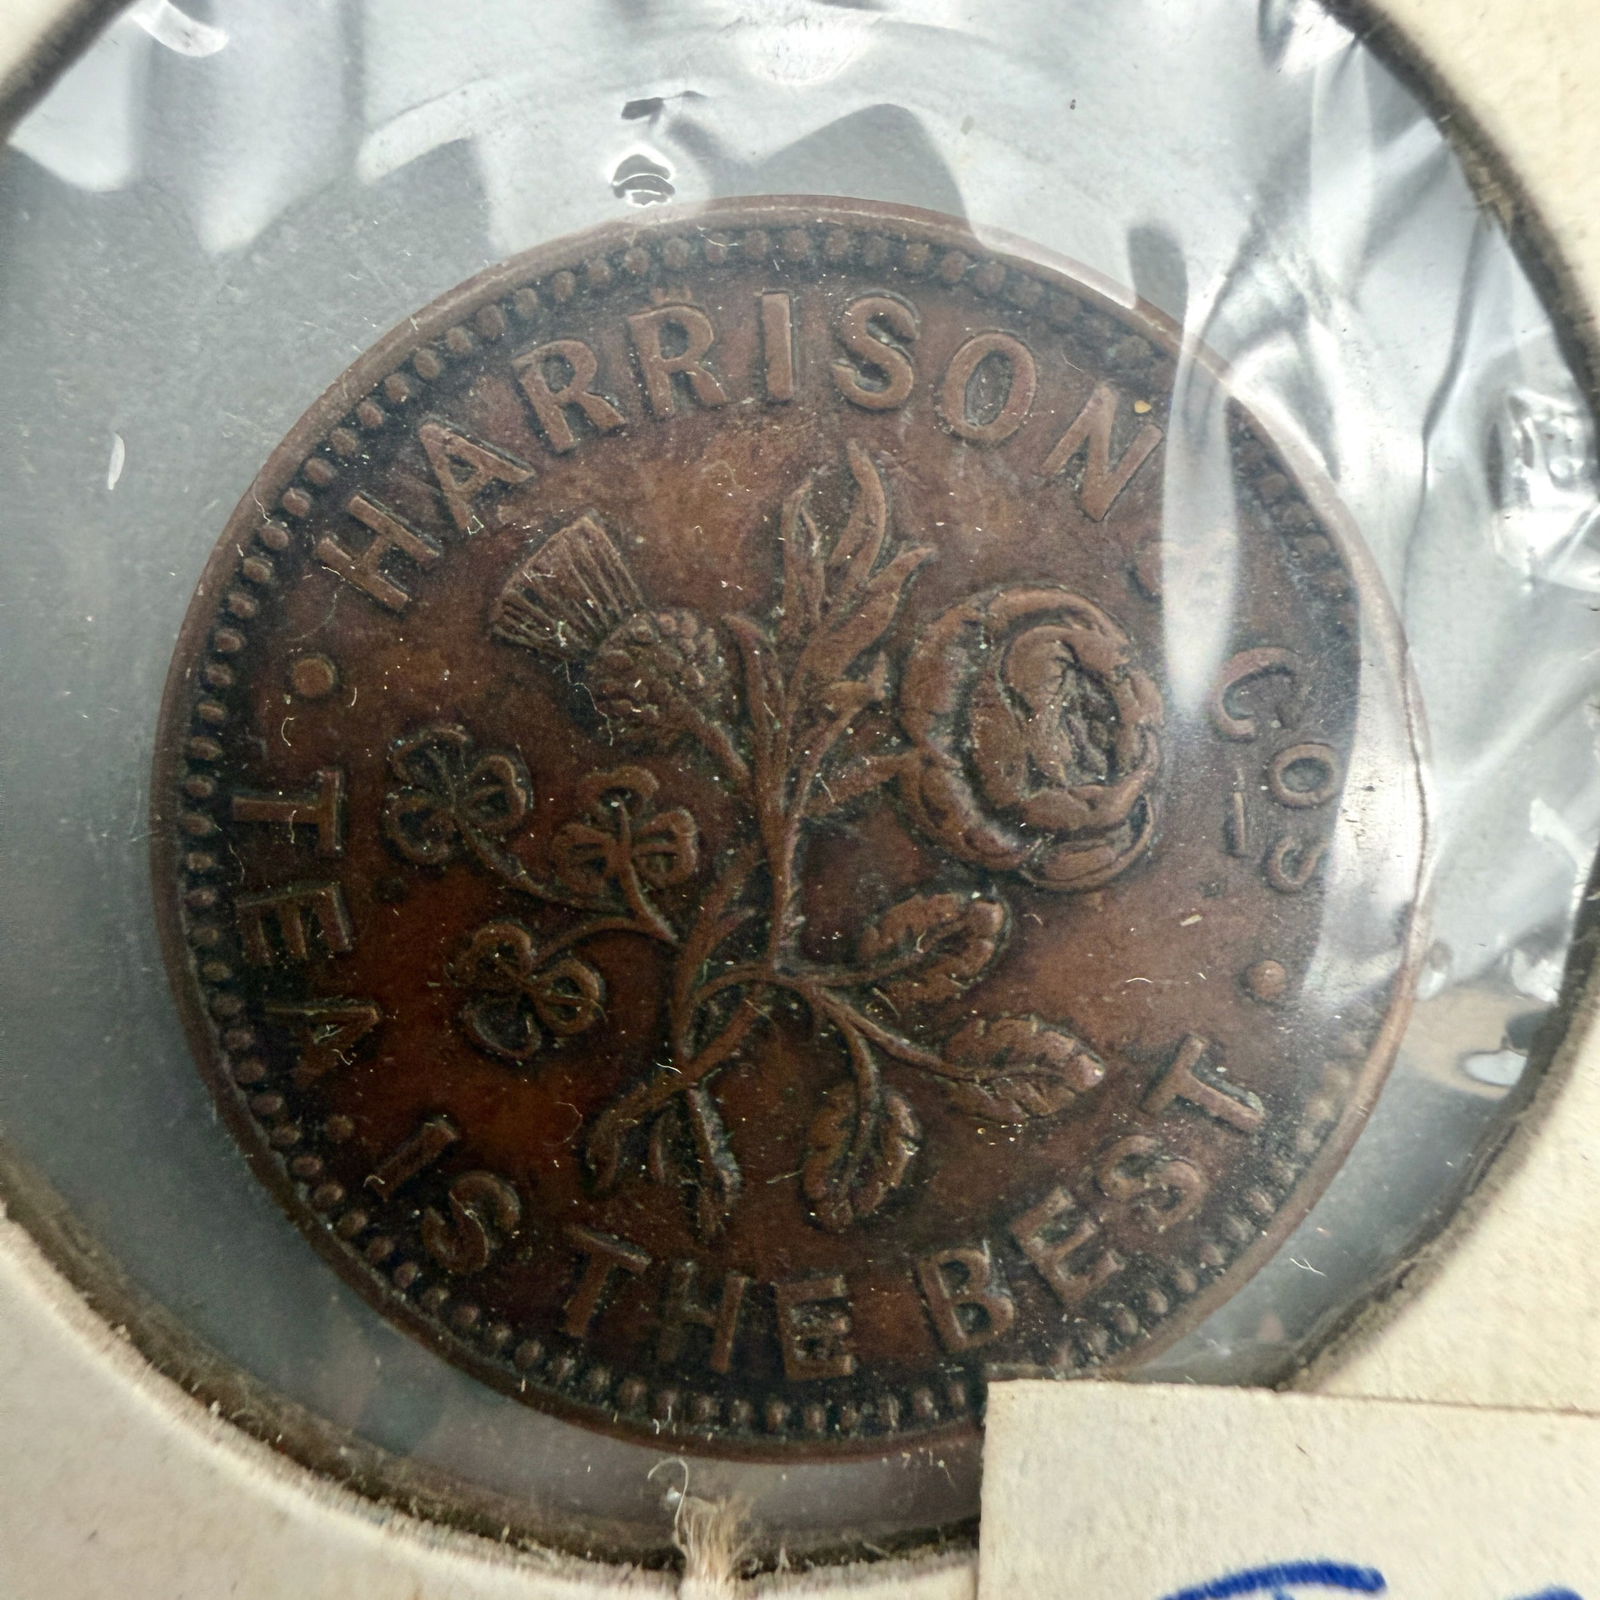 HARRISON · Co's ·
TEA IS THE BEST ·